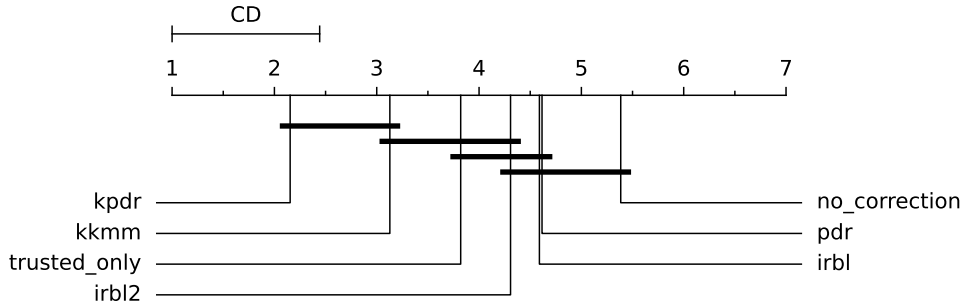 CD
1 2 3 4 5 6 7
kpdr no_correction
kkmm pdr
trusted_only irbl
irbl2